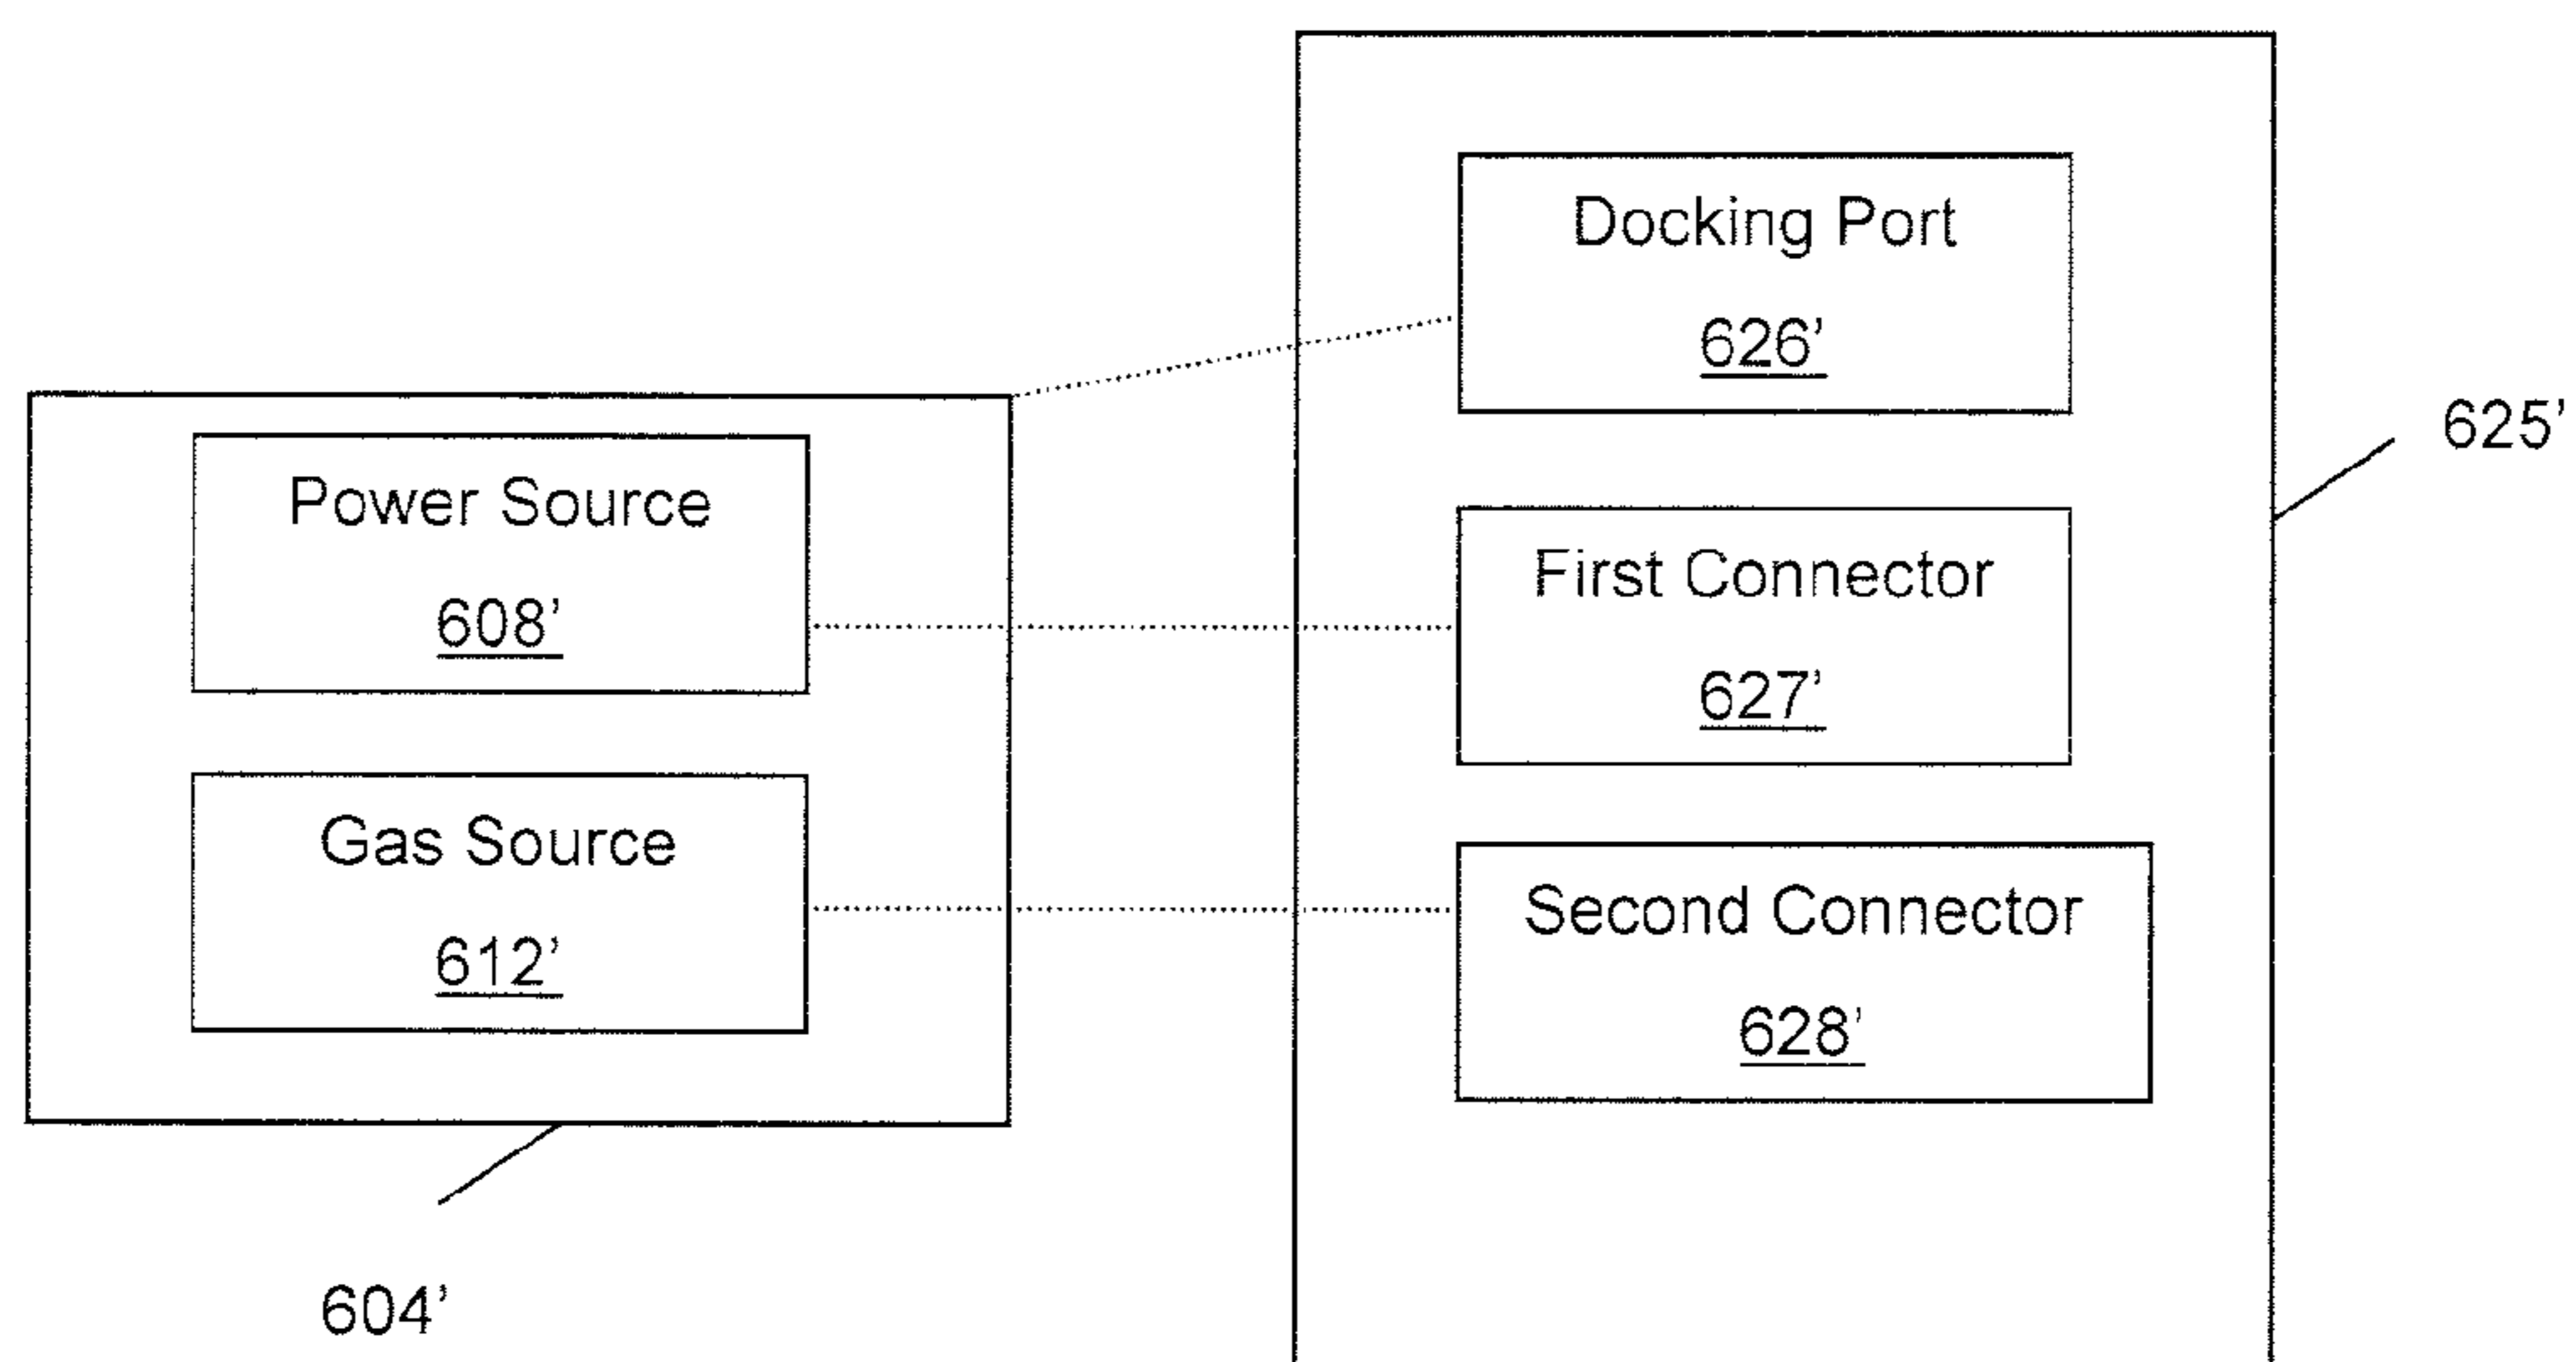 Docking Port
626’
625’
Power Source
608’
First Connector
627’
Gas Source
612’
Second Connector
628’
604’